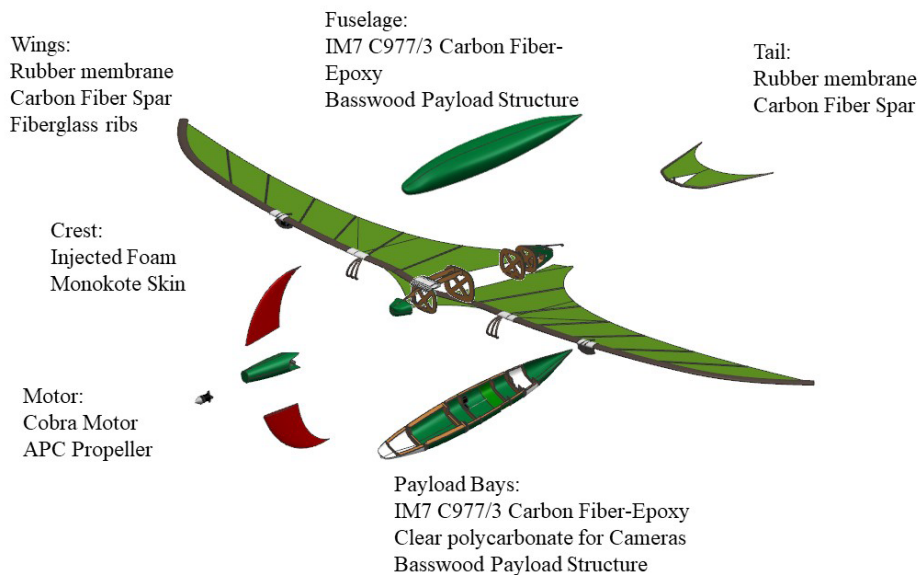 Fuselage:
IM7 C977/3 Carbon Fiber-
Epoxy
Basswood Payload Structure
Wings:
Rubber membrane
Carbon Fiber Spar
Fiberglass ribs
Tail:
Rubber membrane
Carbon Fiber Spar
Crest:
Injected Foam
Monokote Skin
Motor:
Cobra Motor
APC Propeller
Payload Bays:
IM7 C977/3 Carbon Fiber-Epoxy
Clear polycarbonate for Cameras
Basswood Payload Structure